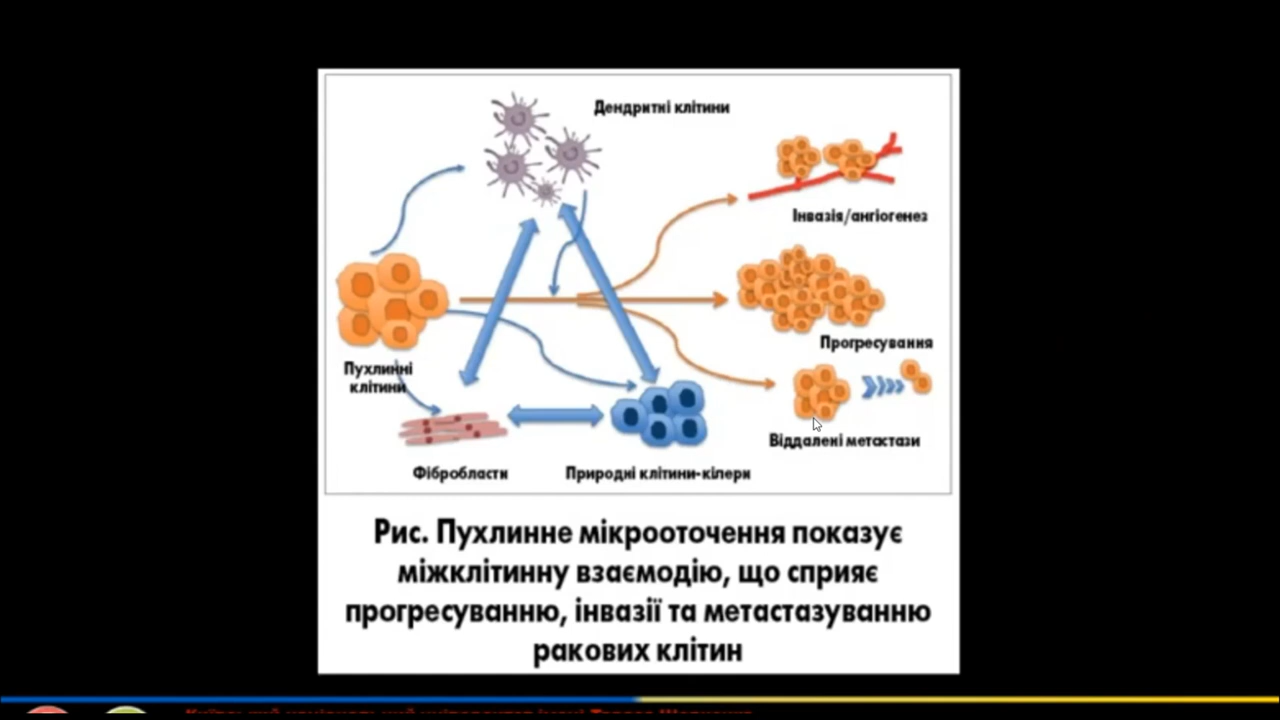 Дендритні клітини
Інвазія/ангіогенез
Прогресування
Пухлинні
клітини
Віддалені метастази
Фібробласти
Природні клітини-кілери
Рис. Пухлинне мікрооточення показує
міжклітинну взаємодію, що сприяє
прогресуванню, інвазії та метастазуванню
ракових клітин